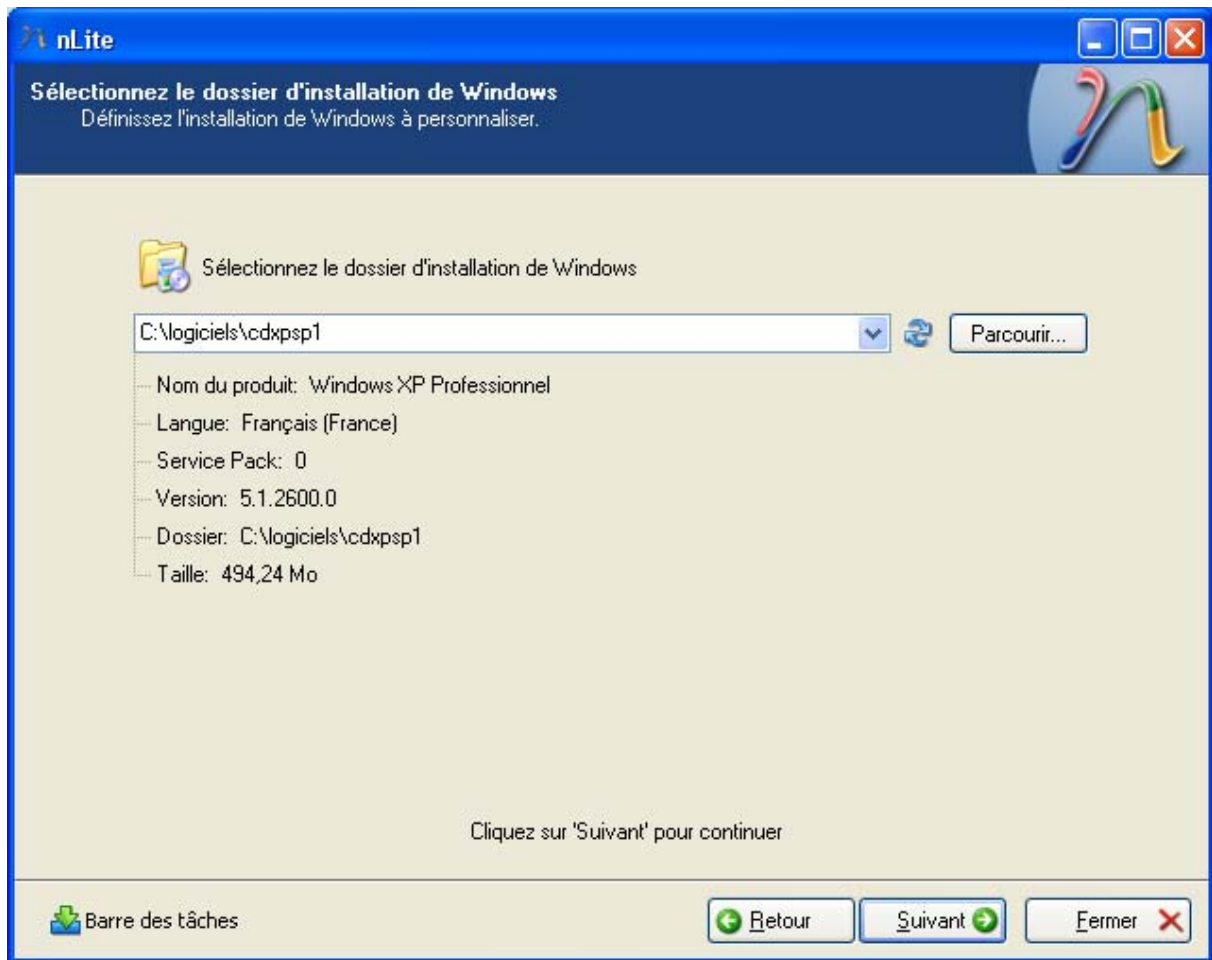 nLite
Sélectionnez le dossier d'installation de Windows
Définissez l'installation de Windows à personnaliser.
Sélectionnez le dossier d'installation de Windows
C:\logiciels\cdxpsp1
Parcourir...
Nom du produit: Windows XP Professionnel
Langue: Français (France)
Service Pack: 0
Version: 5.1.2600.0
Dossier: C:\logiciels\cdxpsp1
Taille: 494,24 Mo
Cliquez sur 'Suivant' pour continuer
Barre des tâches
Retour
Suivant
Fermer